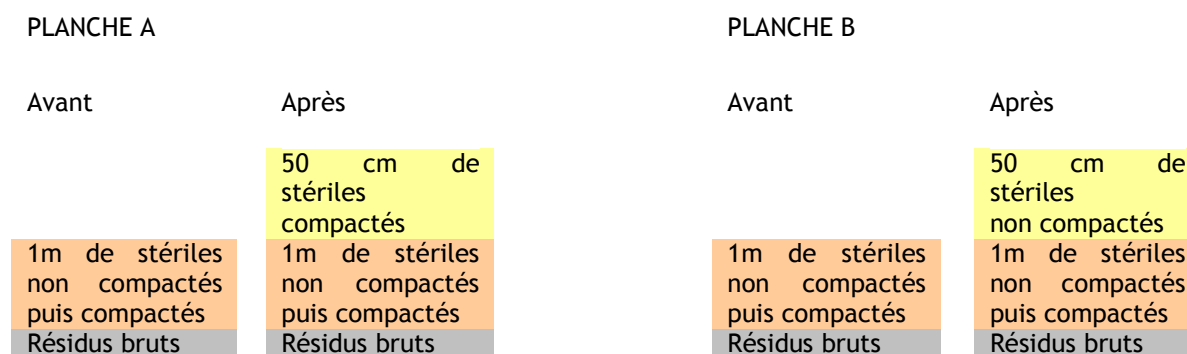 PLANCHE A
Avant
Après
50 cm de
stériles
compactés
1m de stériles
non compactés
puis compactés
Résidus bruts
1m de stériles
non compactés
puis compactés
Résidus bruts
PLANCHE B
Avant
Après
50 cm de
stériles
non compactés
1m de stériles
non compactés
puis compactés
Résidus bruts
1m de stériles
non compactés
puis compactés
Résidus bruts